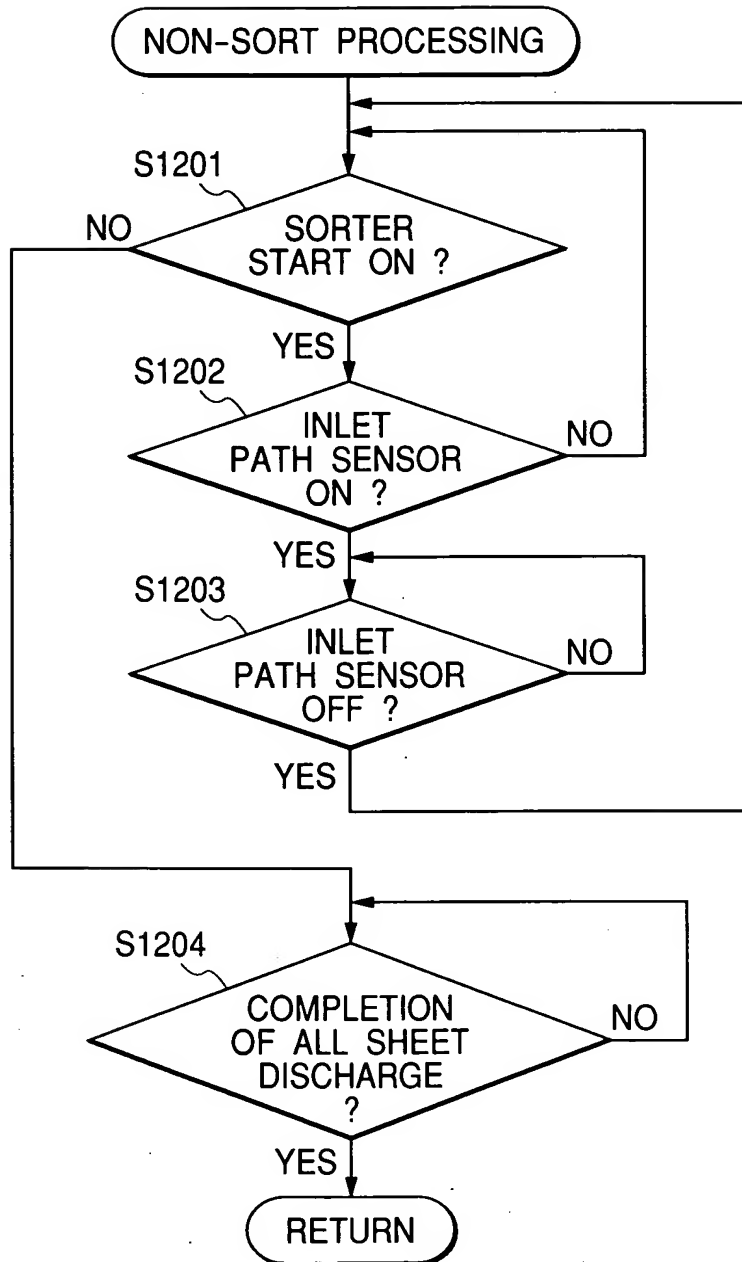 NON-SORT PROCESSING
S1201
NO
SORTER
START ON ?
YES
S1202
INLET
PATH SENSOR
ON ?
NO
YES
S1203
INLET
PATH SENSOR
OFF ?
NO
YES
S1204
COMPLETION
OF ALL SHEET
DISCHARGE
?
NO
YES
RETURN